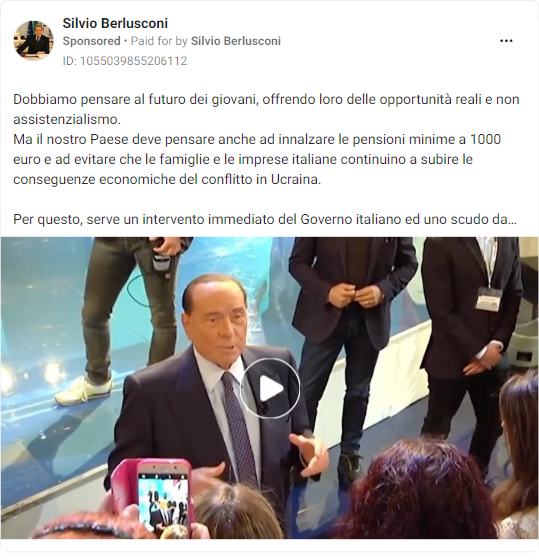 Silvio Berlusconi
Sponsored • Paid for by Silvio Berlusconi
ID: 1055039855206112
Dobbiamo pensare al futuro dei giovani, offrendo loro delle opportunità reali e non
assistenzialismo.
Ma il nostro Paese deve pensare anche ad innalzare le pensioni minime a 1000
euro e ad evitare che le famiglie e le imprese italiane continuino a subire le
conseguenze economiche del conflitto in Ucraina.
Per questo, serve un intervento immediato del Governo italiano ed uno scudo da...